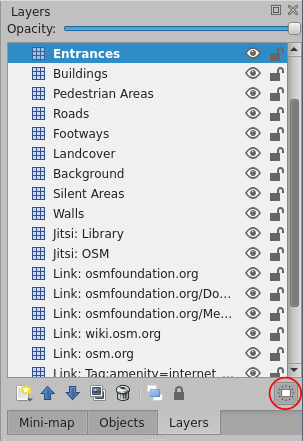 Layers
Opacity:
Entrances
Buildings
Pedestrian Areas
Roads
Footways
Landcover
Background
Silent Areas
Walls
Jitsi: Library
Jitsi: OSM
Link: osmfoundation.org
Link: osmfoundation.org/Do...
Link: osmfoundation.org/Me...
Link: wiki.osm.org
Link: osm.org
Link: Tag:amenity=internet_...
Mini-map Objects Layers